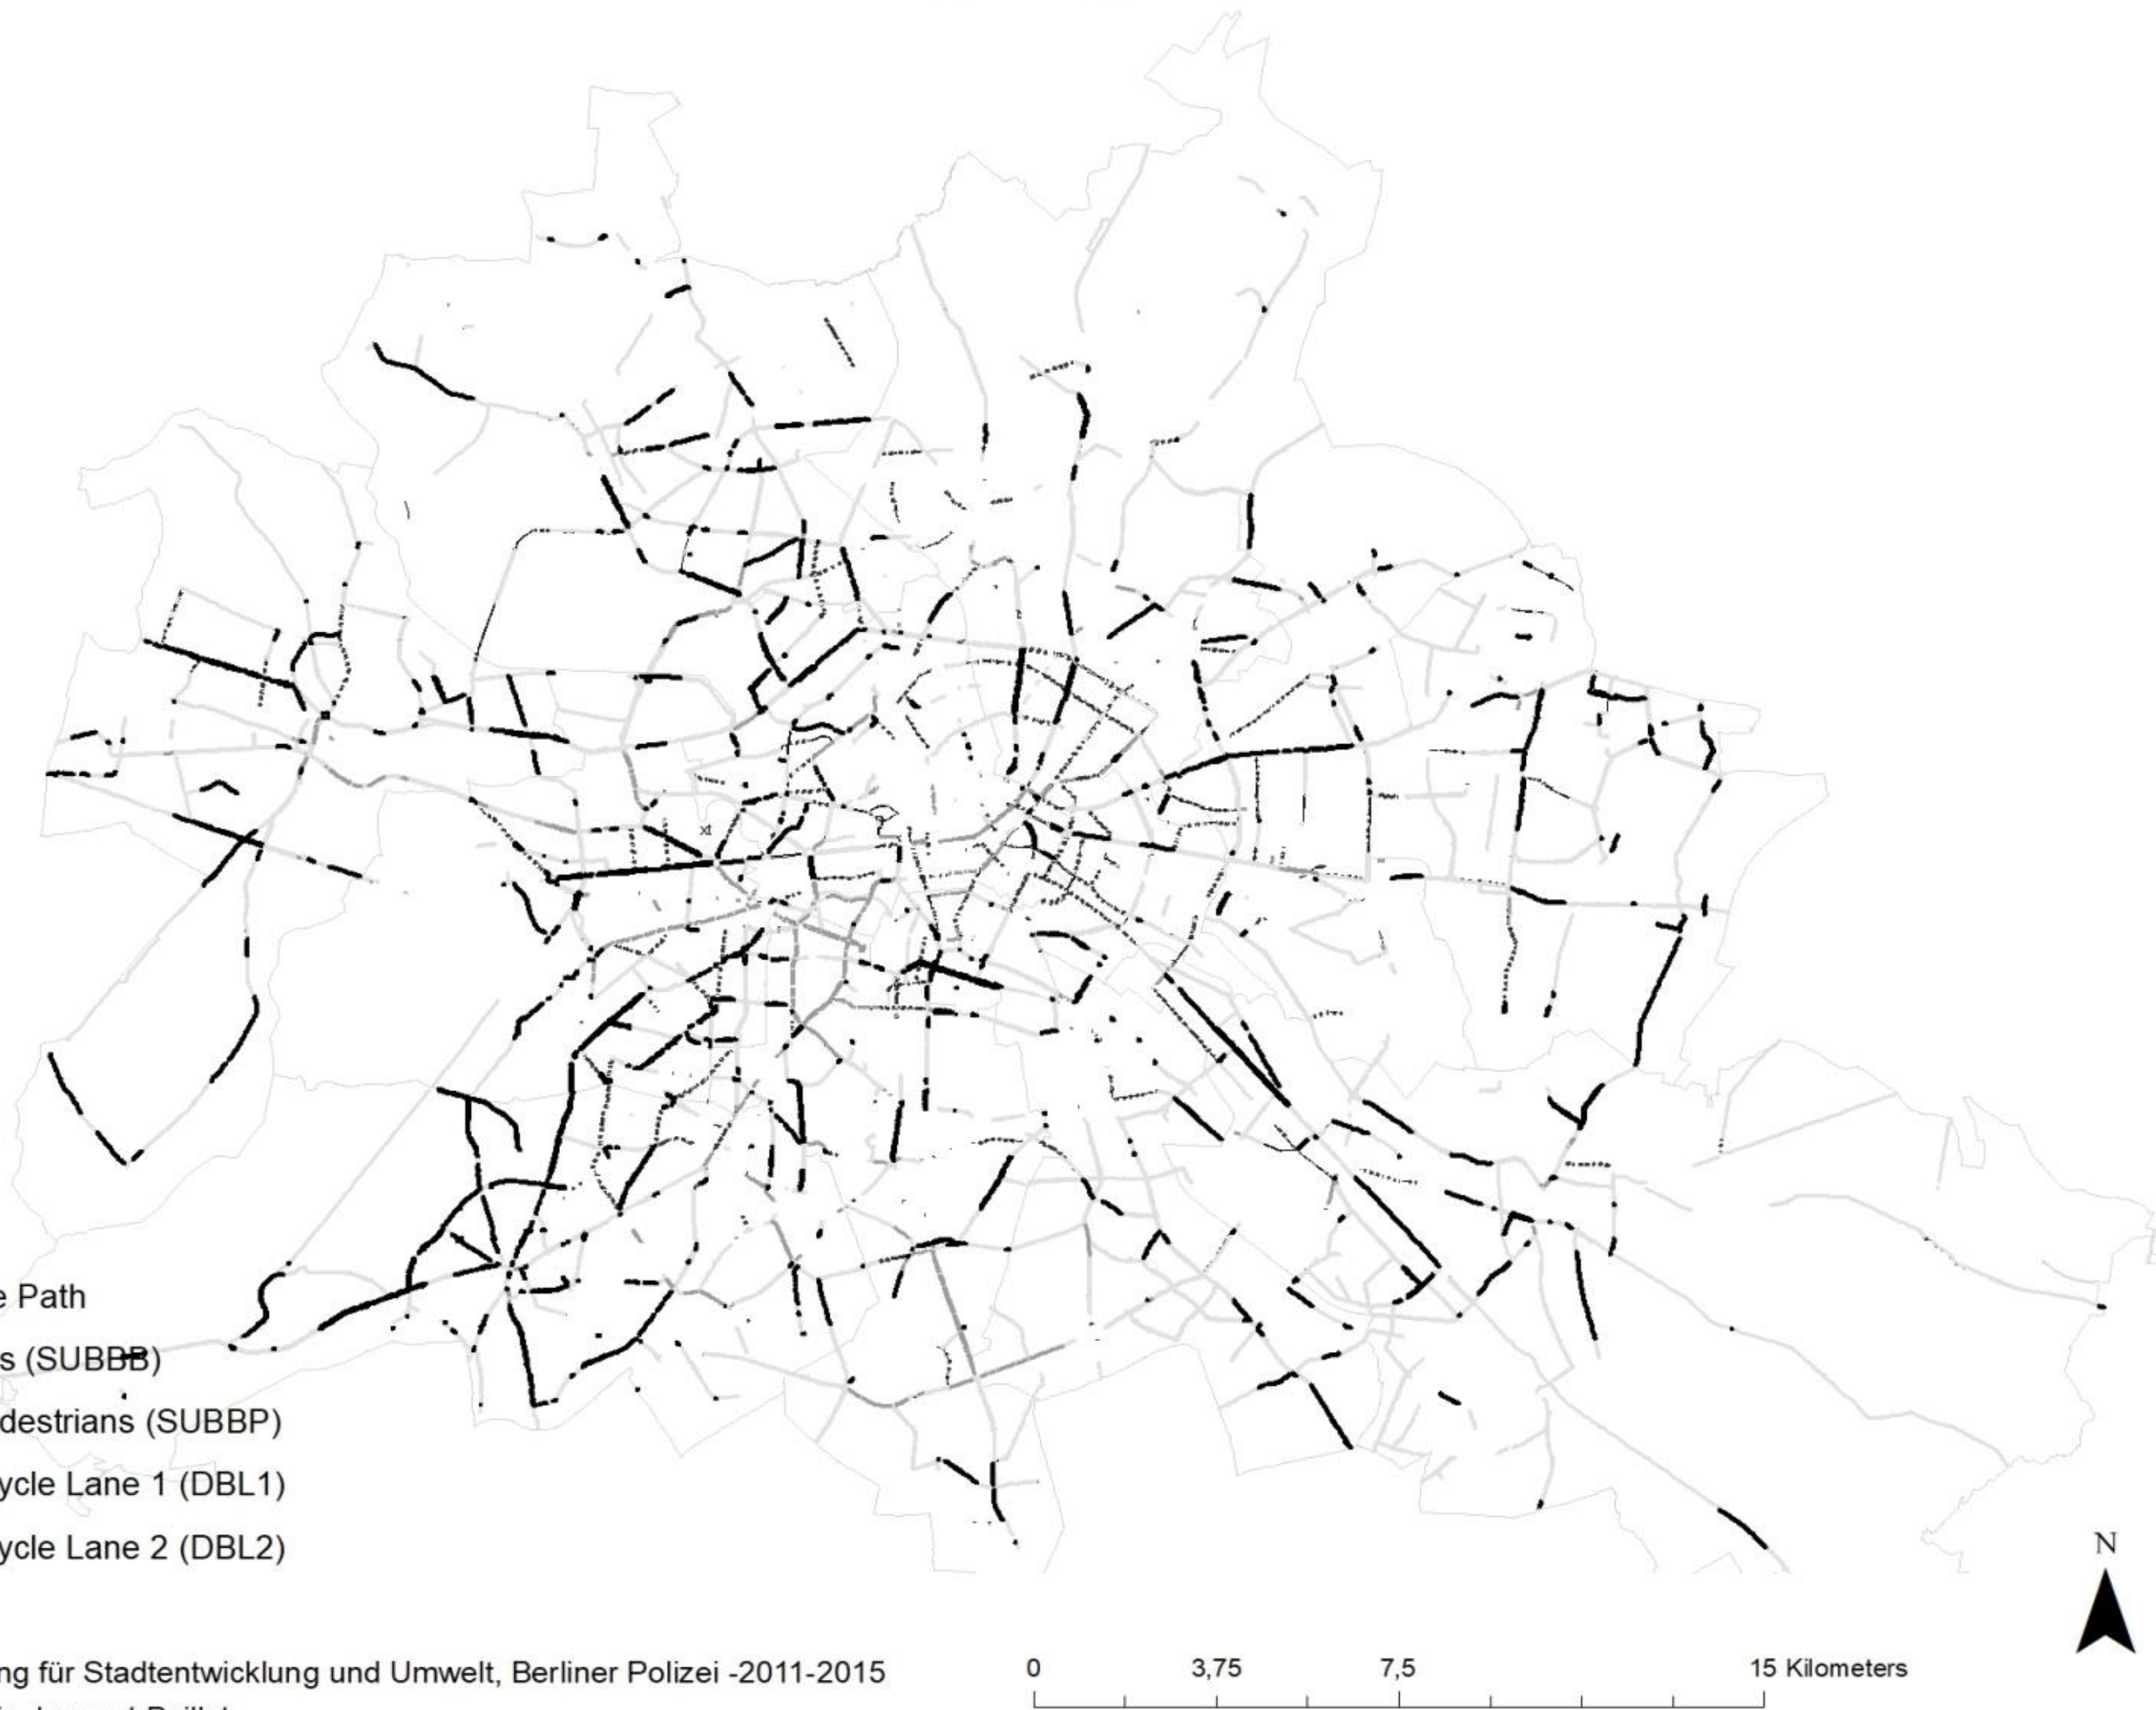 xt
e Path
s (SUBBB)
destrians (SUBBP)
ycle Lane 1 (DBL1)
ycle Lane 2 (DBL2)
N
ng für Stadtentwicklung und Umwelt, Berliner Polizei -2011-2015
0 3,75 7,5 15 Kilometers